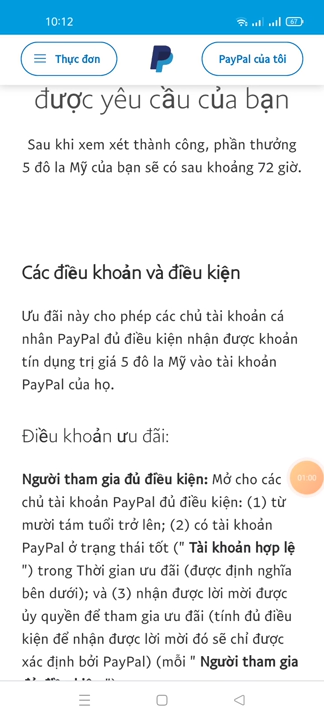 10:12
67
Thực đơn
PayPal của tôi
được yêu cầu của bạn
Sau khi xem xét thành công, phần thưởng
5 đô la Mỹ của bạn sẽ có sau khoảng 72 giờ.
Các điều khoản và điều kiện
Ưu đãi này cho phép các chủ tài khoản cá
nhân PayPal đủ điều kiện nhận được khoản
tín dụng trị giá 5 đô la Mỹ vào tài khoản
PayPal của họ.
Điều khoản ưu đãi:
Người tham gia đủ điều kiện: Mở cho các
chủ tài khoản PayPal đủ điều kiện: (1) từ
mười tám tuổi trở lên; (2) có tài khoản
PayPal ở trạng thái tốt (" Tài khoản hợp lệ
") trong Thời gian ưu đãi (được định nghĩa
bên dưới); và (3) nhận được lời mời được
ủy quyền để tham gia ưu đãi (tính đủ điều
kiện để nhận được lời mời đó sẽ chỉ được
xác định bởi PayPal) (mỗi " Người tham gia
01:00